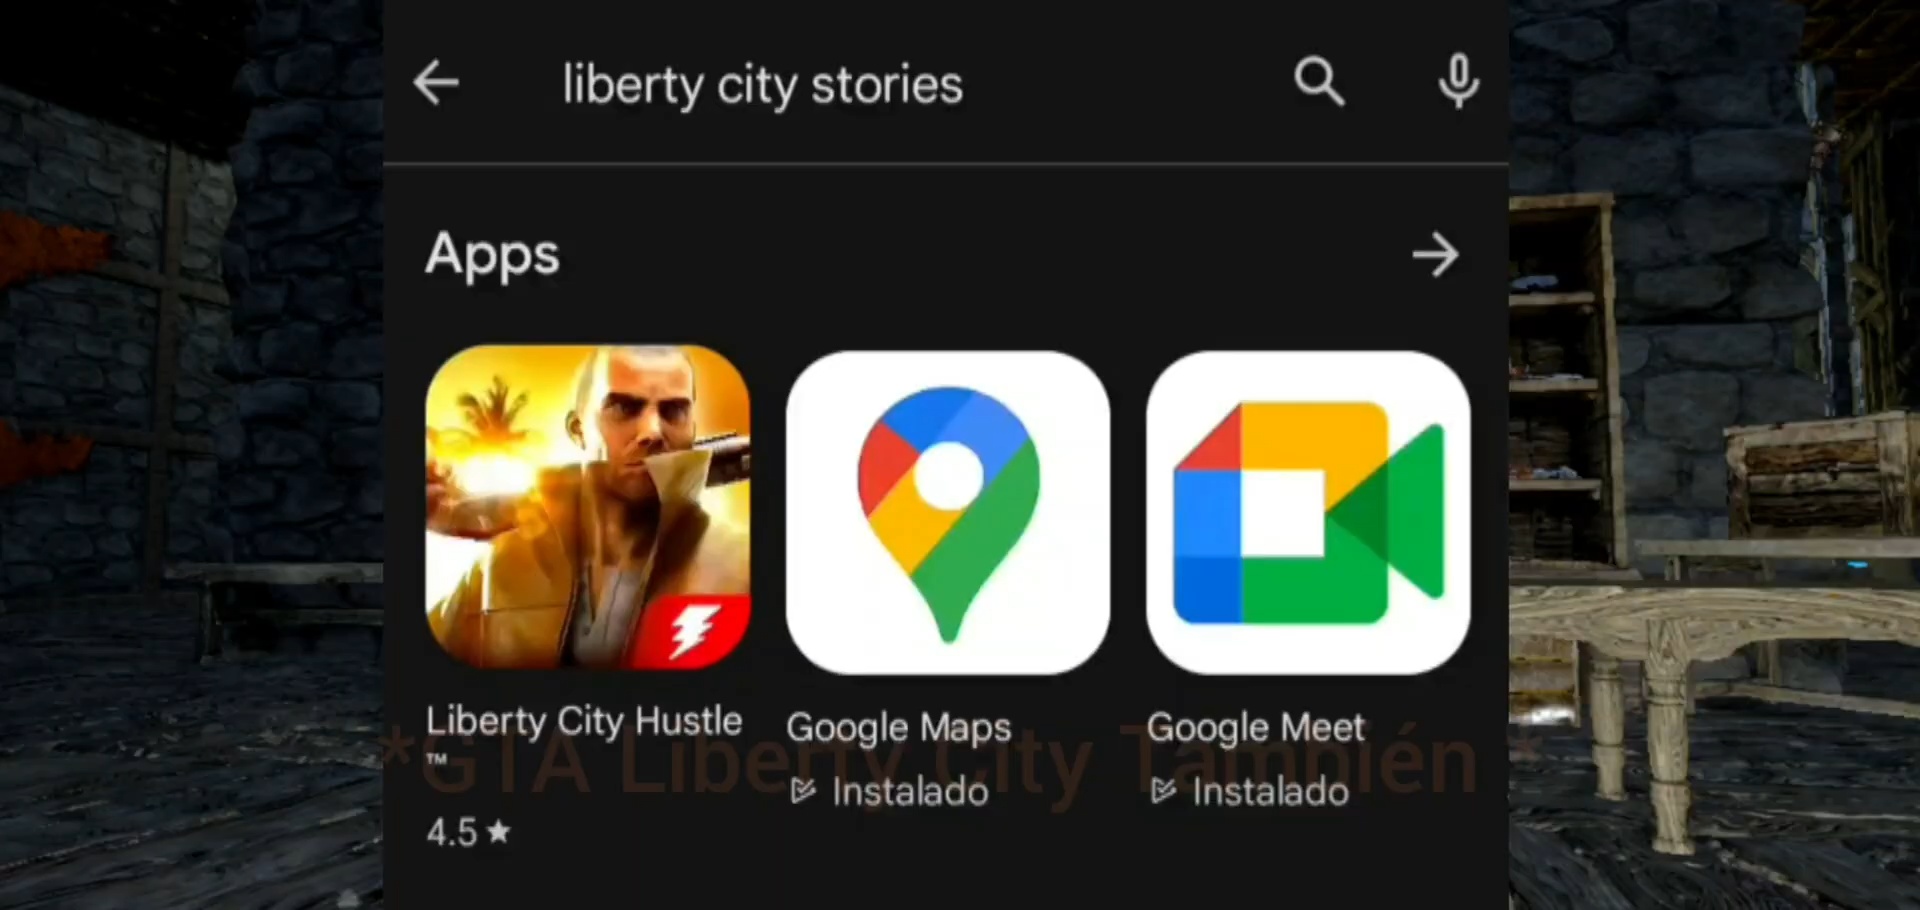 liberty city stories
Apps
Liberty City Hustle
™
4.5 ★
Google Maps
Instalado
Google Meet
Instalado
*GTA Liberty City También *